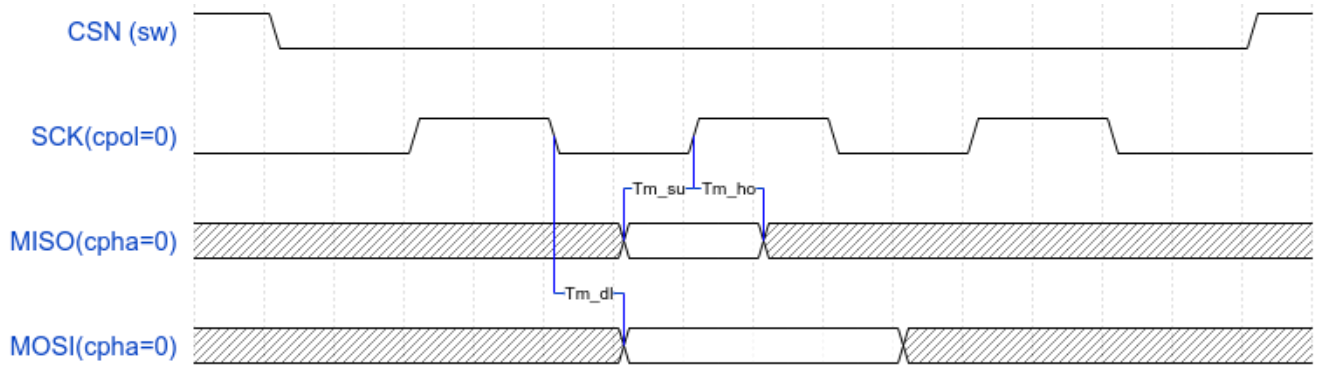 CSN (sw)
SCK(cpol=0)
Tm_su Tm_ho
MISO(cpha=0)
Tm_dl
MOSI(cpha=0)